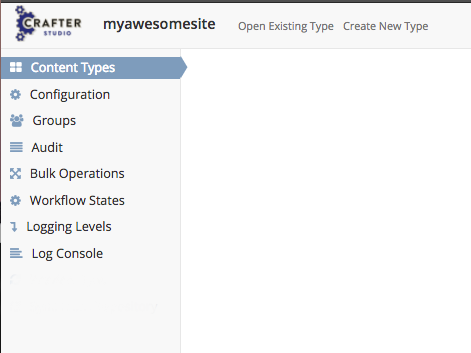 CRAFTER
STUDIO
myawesomesite Open Existing Type Create New Type
Content Types
Configuration
Groups
Audit
Bulk Operations
Workflow States
Logging Levels
Log Console